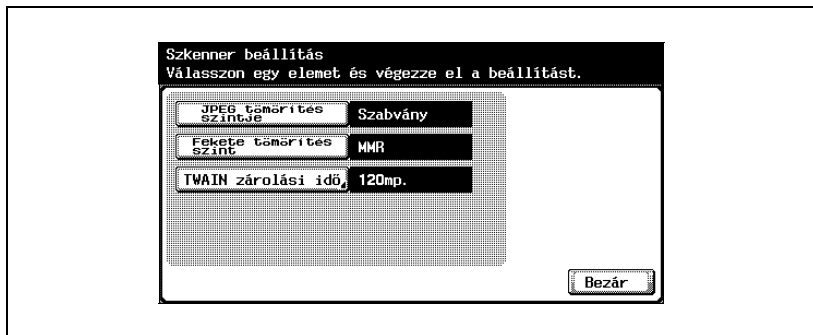 Szkenner beállítás
Válasszon egy elemet és végezze el a beállítást.
JPEG tömörítés
szintje
Szabvány
Fekete tömörítés
szint
MMR
TWAIN zárolási idő
120mp.
Bezár